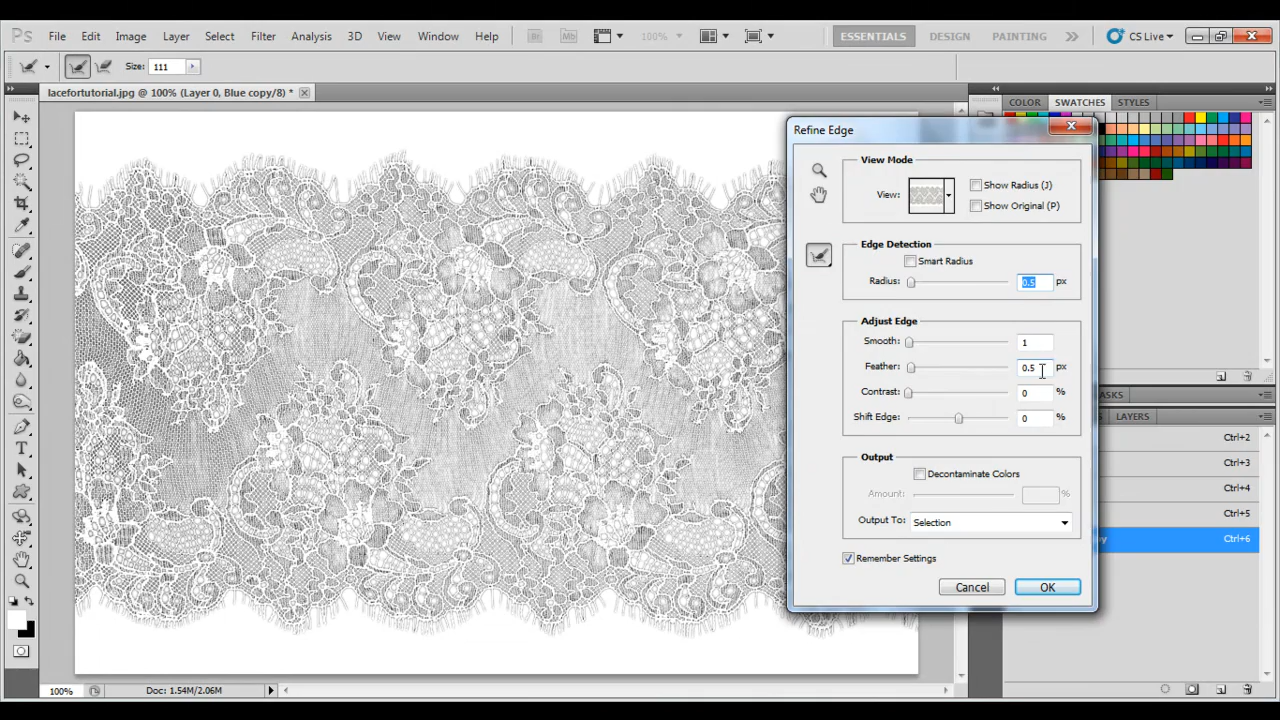 Ps File Edit Image Layer Select Filter Analysis 3D View Window Help Br Mb 100% ESSENTIALS DESIGN PAINTING CS Live
Size: 111
lacefortutorial.jpg @ 100% (Layer 0, Blue copy/8) *
COLOR SWATCHES STYLES
Refine Edge
View Mode
View: Show Radius (J)
Show Original (P)
Edge Detection
Smart Radius
Radius: 0.5 px
Adjust Edge
Smooth: 1
Feather: 0.5 px
Contrast: 0 %
Shift Edge: 0 %
Output
Decontaminate Colors
Amount: %
Output To: Selection
Remember Settings
Cancel OK
ASKS
LAYERS
Ctrl+2
Ctrl+3
Ctrl+4
Ctrl+5
Ctrl+6
100% Doc: 1.54M/2.06M